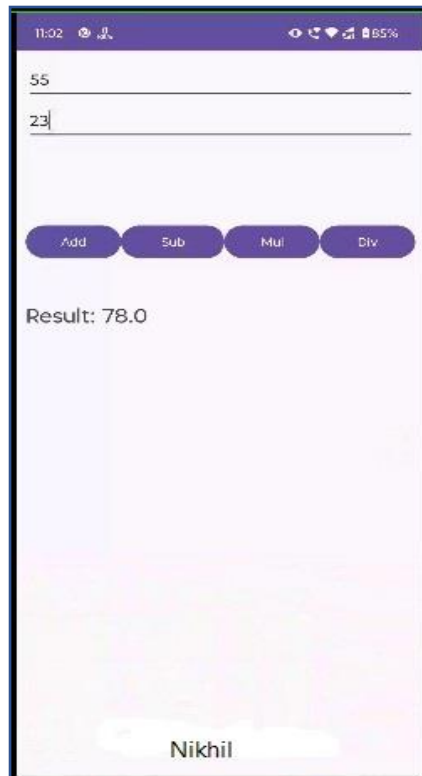 11:02 85%
55
23
Add Sub Mul Div
Result: 78.0
Nikhil